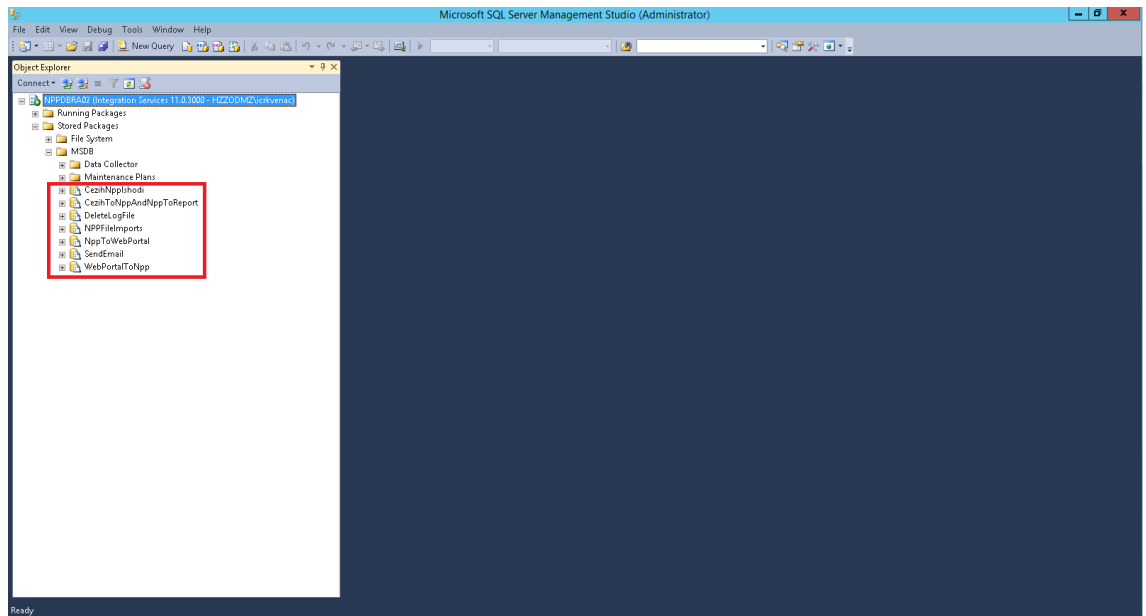 Microsoft SQL Server Management Studio (Administrator)
File Edit View Debug Tools Window Help
New Query
Object Explorer
Connect
NPPDBRA02 (Integration Services 11.0.3000 - HZZODMZ\icrkvenac)
Running Packages
Stored Packages
File System
MSDB
Data Collector
Maintenance Plans
CezihNppIshodi
CezihToNppAndNppToReport
DeleteLogFile
NPPFileImports
NppToWebPortal
SendEmail
WebPortalToNpp
Ready